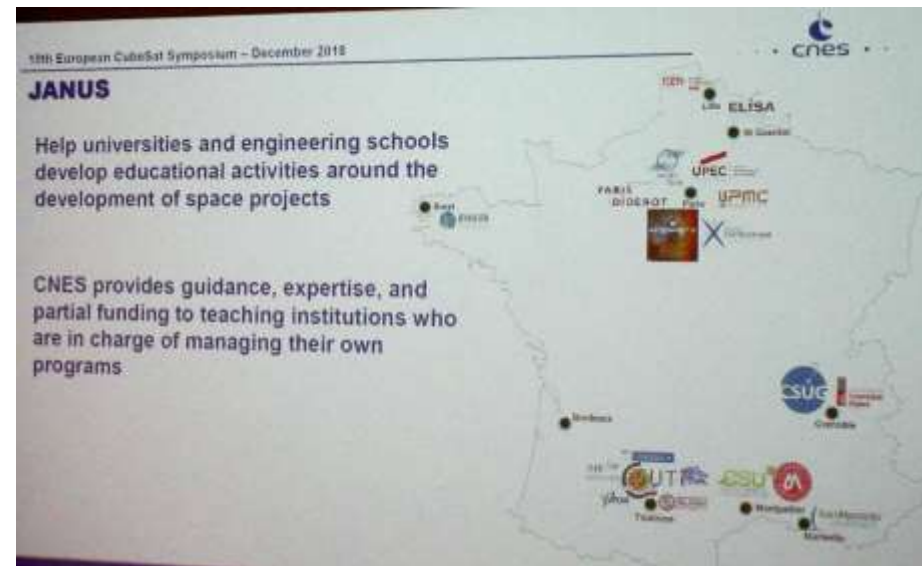 10th European CubeSat Symposium – December 2018
cnes
JANUS
Help universities and engineering schools
develop educational activities around the
development of space projects
CNES provides guidance, expertise, and
partial funding to teaching institutions who
are in charge of managing their own
programs
Lille
ELISA
St Quentin
UPEC
PARIS
DIDEROT
Paris
UPMC
Brest
CSUG
Grenoble
Bordeaux
CSU
Toulouse
Montpellier
Marseille